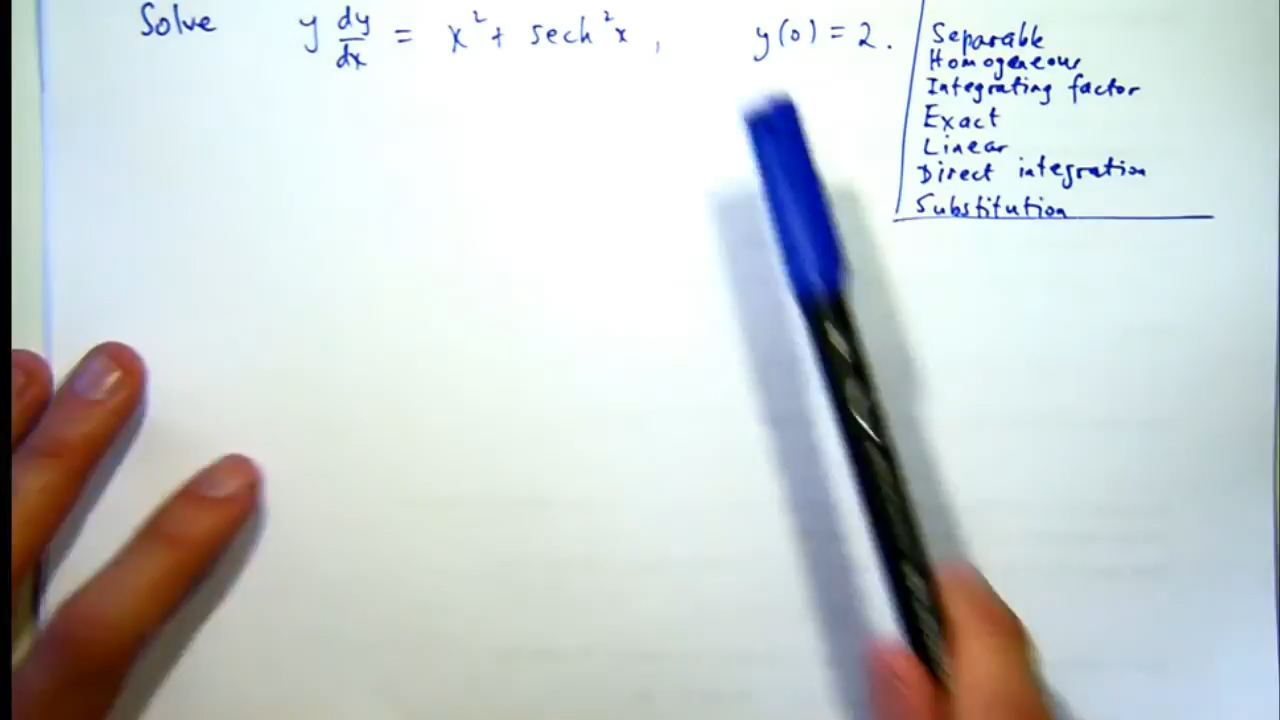 Solve y dy/dx = x² + sech²x , y(0) = 2.
Separable
Homogeneous
Integrating factor
Exact
Linear
Direct integration
Substitution